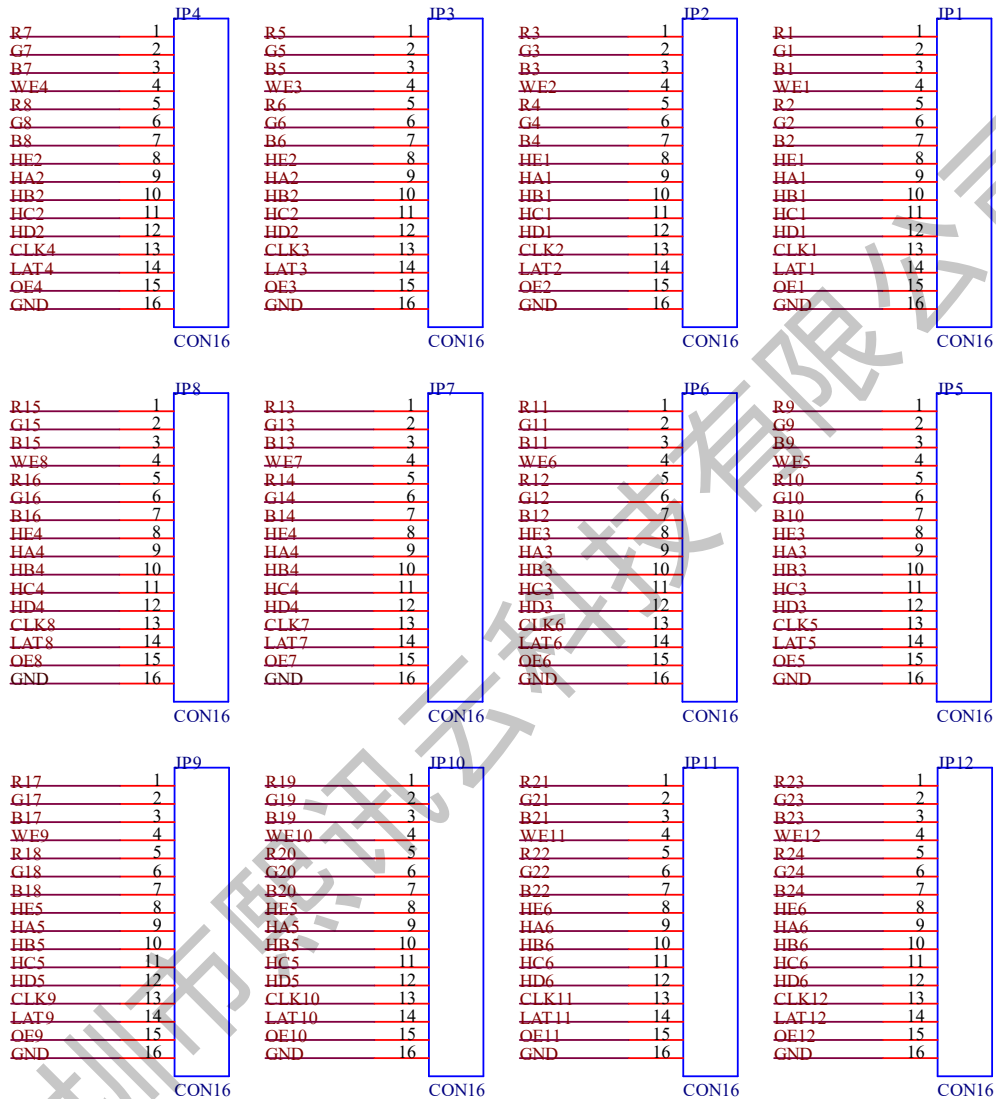 JP4
R7 1
G7 2
B7 3
WE4 4
R8 5
G8 6
B8 7
HE2 8
HA2 9
HB2 10
HC2 11
HD2 12
CLK4 13
LAT4 14
OE4 15
GND 16
CON16
JP3
R5 1
G5 2
B5 3
WE3 4
R6 5
G6 6
B6 7
HE2 8
HA2 9
HB2 10
HC2 11
HD2 12
CLK3 13
LAT3 14
OE3 15
GND 16
CON16
JP2
R3 1
G3 2
B3 3
WE2 4
R4 5
G4 6
B4 7
HE1 8
HA1 9
HB1 10
HC1 11
HD1 12
CLK2 13
LAT2 14
OE2 15
GND 16
CON16
JP1
R1 1
G1 2
B1 3
WE1 4
R2 5
G2 6
B2 7
HE1 8
HA1 9
HB1 10
HC1 11
HD1 12
CLK1 13
LAT1 14
OE1 15
GND 16
CON16
JP8
R15 1
G15 2
B15 3
WE8 4
R16 5
G16 6
B16 7
HE4 8
HA4 9
HB4 10
HC4 11
HD4 12
CLK8 13
LAT8 14
OE8 15
GND 16
CON16
JP7
R13 1
G13 2
B13 3
WE7 4
R14 5
G14 6
B14 7
HE4 8
HA4 9
HB4 10
HC4 11
HD4 12
CLK7 13
LAT7 14
OE7 15
GND 16
CON16
JP6
R11 1
G11 2
B11 3
WE6 4
R12 5
G12 6
B12 7
HE3 8
HA3 9
HB3 10
HC3 11
HD3 12
CLK6 13
LAT6 14
OE6 15
GND 16
CON16
JP5
R9 1
G9 2
B9 3
WE5 4
R10 5
G10 6
B10 7
HE3 8
HA3 9
HB3 10
HC3 11
HD3 12
CLK5 13
LAT5 14
OE5 15
GND 16
CON16
JP9
R17 1
G17 2
B17 3
WE9 4
R18 5
G18 6
B18 7
HE5 8
HA5 9
HB5 10
HC5 11
HD5 12
CLK9 13
LAT9 14
OE9 15
GND 16
CON16
JP10
R19 1
G19 2
B19 3
WE10 4
R20 5
G20 6
B20 7
HE5 8
HA5 9
HB5 10
HC5 11
HD5 12
CLK10 13
LAT10 14
OE10 15
GND 16
CON16
JP11
R21 1
G21 2
B21 3
WE11 4
R22 5
G22 6
B22 7
HE6 8
HA6 9
HB6 10
HC6 11
HD6 12
CLK11 13
LAT11 14
OE11 15
GND 16
CON16
JP12
R23 1
G23 2
B23 3
WE12 4
R24 5
G24 6
B24 7
HE6 8
HA6 9
HB6 10
HC6 11
HD6 12
CLK12 13
LAT12 14
OE12 15
GND 16
CON16
圳市熙讯云科技有限公司